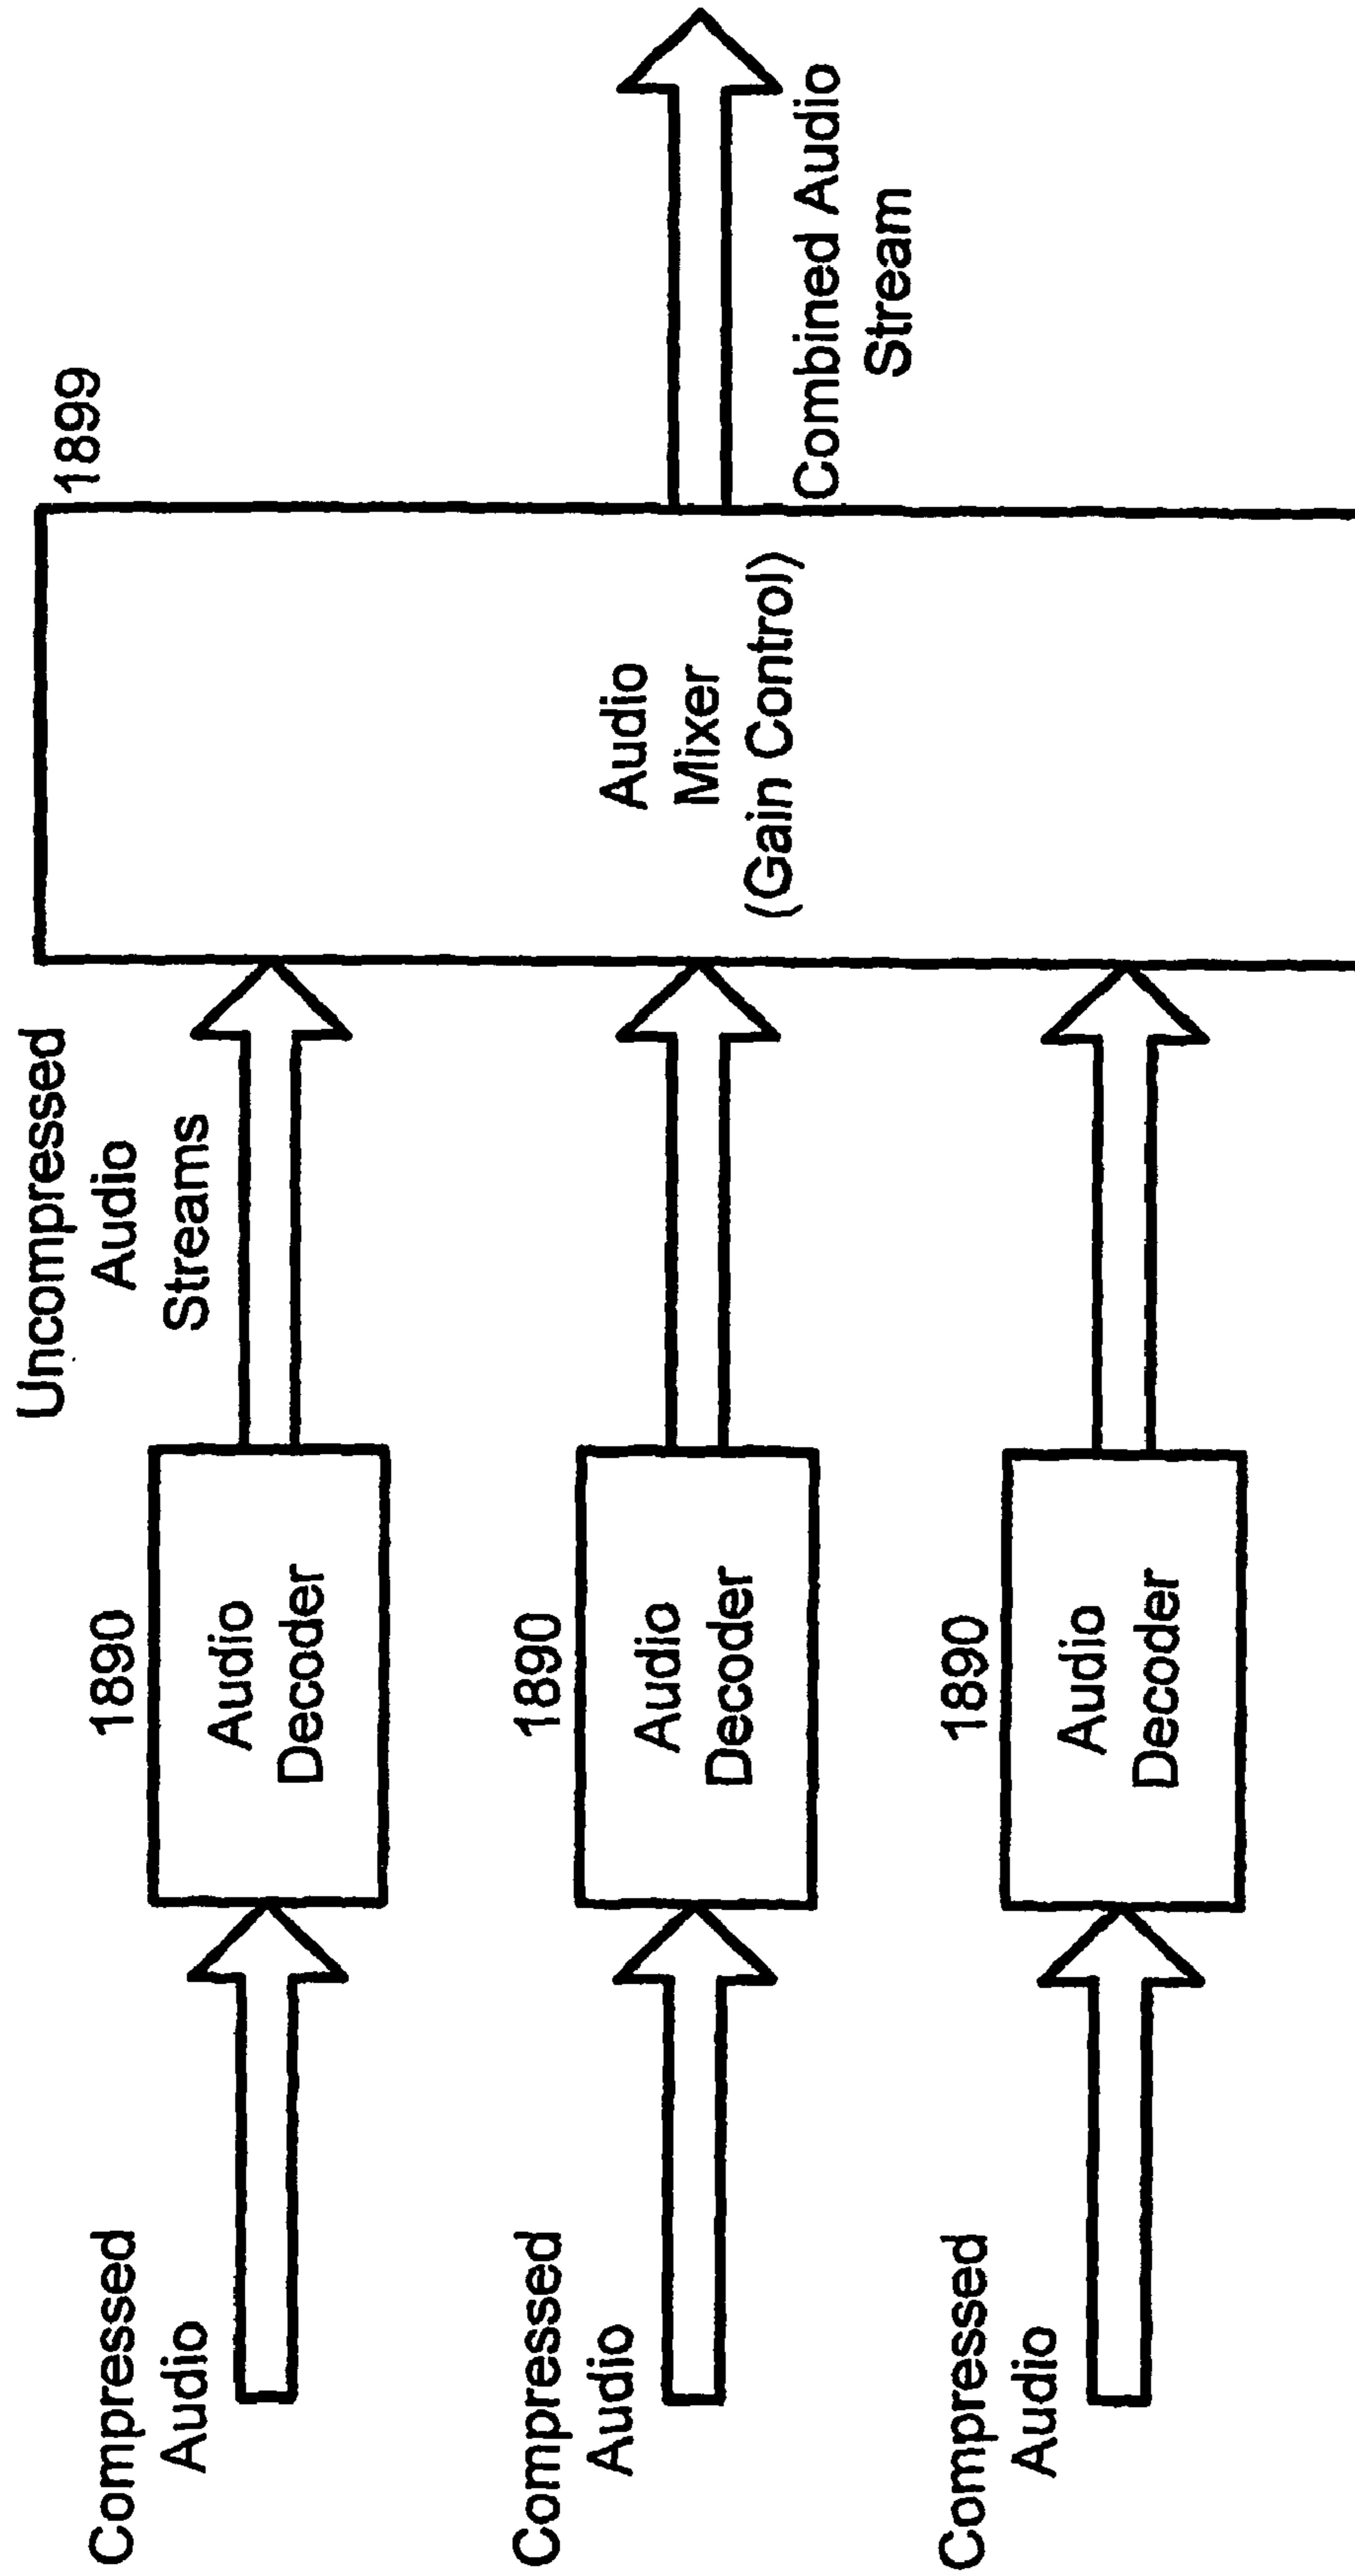 1899
Uncompressed
Audio
Streams
Compressed
Audio
1890
Audio
Decoder
Compressed
Audio
1890
Audio
Decoder
Audio
Mixer
(Gain Control)
Combined Audio
Stream
Compressed
Audio
1890
Audio
Decoder